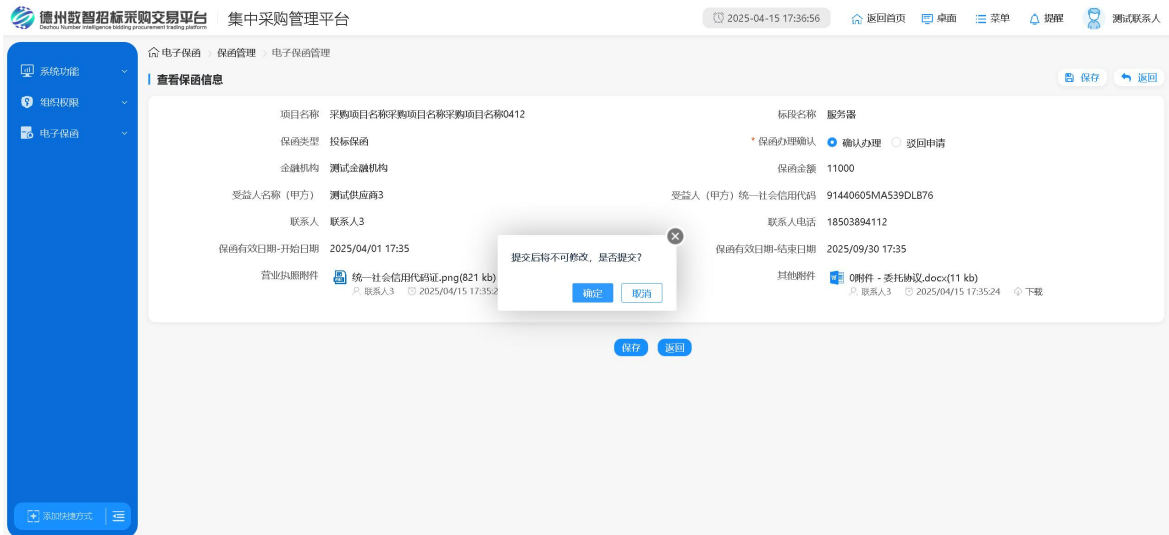 德州数智招标采购交易平台
Dezhou Number intelligence bidding procurement trading platform
集中采购管理平台
2025-04-15 17:36:56
返回首页
桌面
菜单
提醒
测试联系人
系统功能
组织权限
电子保函
电子保函 > 保函管理 > 电子保函管理
查看保函信息
保存
返回
项目名称 采购项目名称采购项目名称采购项目名称0412
标段名称 服务器
保函类型 投标保函
* 保函办理确认 确认办理 驳回申请
金融机构 测试金融机构
保函金额 11000
受益人名称（甲方） 测试供应商3
受益人（甲方）统一社会信用代码 91440605MA539DLB76
联系人 联系人3
联系人电话 18503894112
保函有效日期-开始日期 2025/04/01 17:35
保函有效日期-结束日期 2025/09/30 17:35
营业执照附件 统一社会信用代码证.png(821 kb)
联系人3 2025/04/15 17:35:2
其他附件 0附件 - 委托协议.docx(11 kb)
联系人3 2025/04/15 17:35:24 下载
提交后将不可修改，是否提交?
确定
取消
保存
返回
添加快捷方式